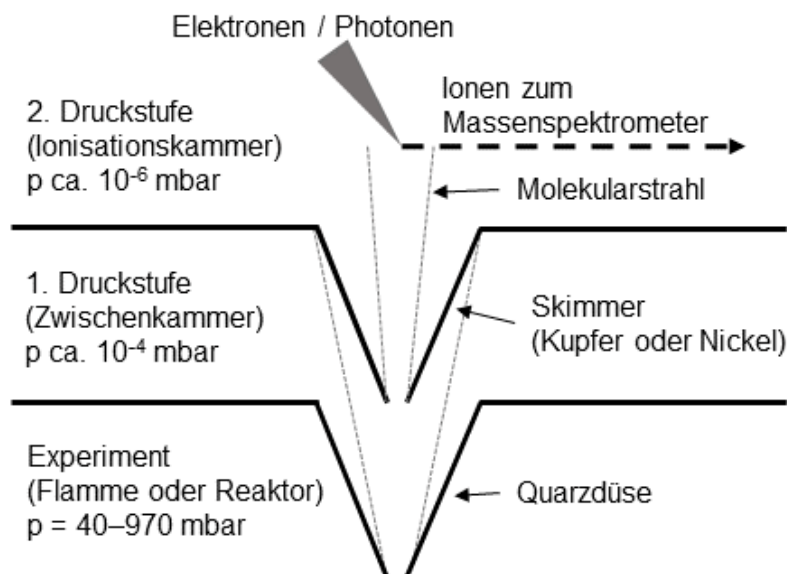 Elektronen / Photonen
2. Druckstufe
(Ionisationskammer)
p ca. 10⁻⁶ mbar
Ionen zum
Massenspektrometer
Molekularstrahl
1. Druckstufe
(Zwischenkammer)
p ca. 10⁻⁴ mbar
Skimmer
(Kupfer oder Nickel)
Experiment
(Flamme oder Reaktor)
p = 40–970 mbar
Quarzdüse